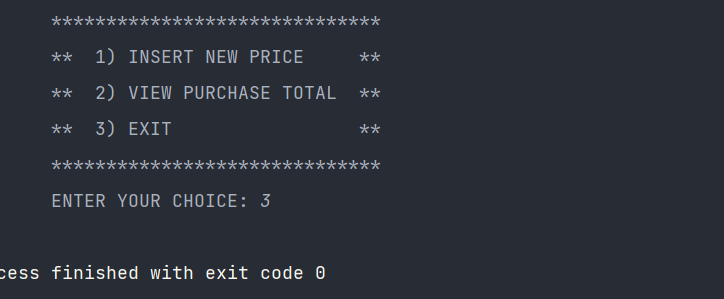 ******************************
**  1) INSERT NEW PRICE     **
**  2) VIEW PURCHASE TOTAL  **
**  3) EXIT                 **
******************************
ENTER YOUR CHOICE: 3
cess finished with exit code 0